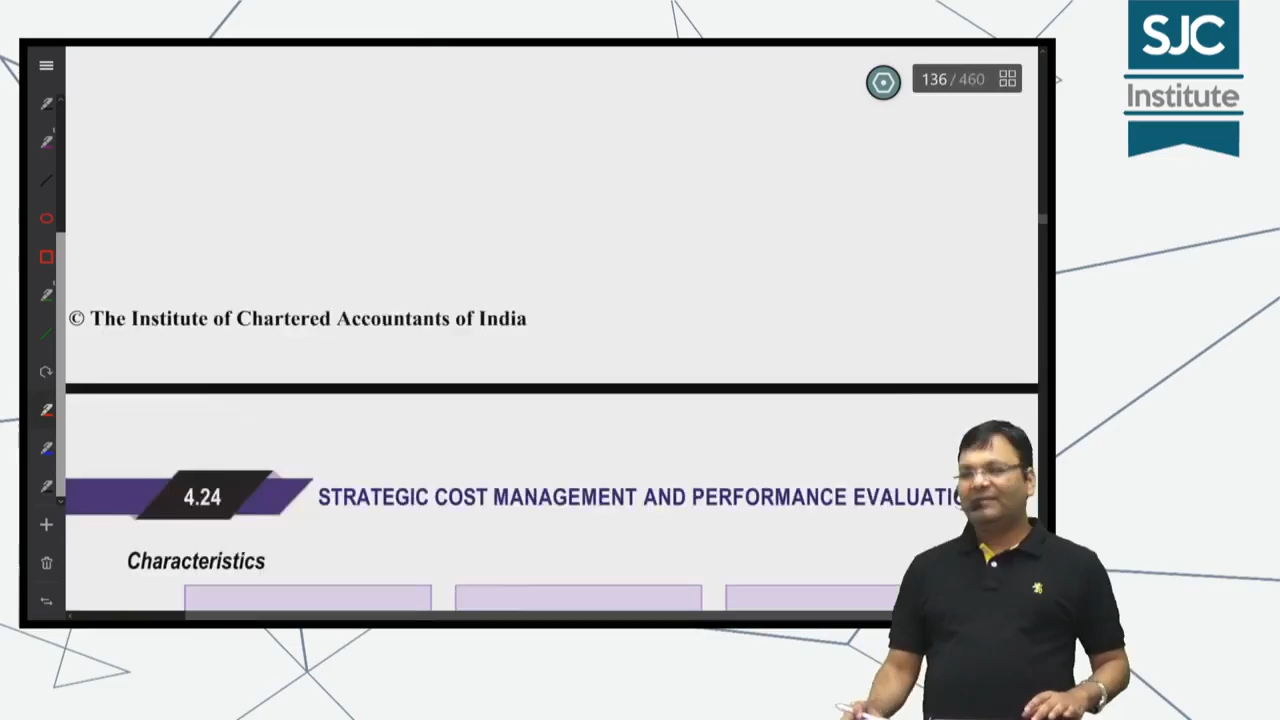 SJC
Institute
136 / 460
© The Institute of Chartered Accountants of India
4.24
STRATEGIC COST MANAGEMENT AND PERFORMANCE
Characteristics